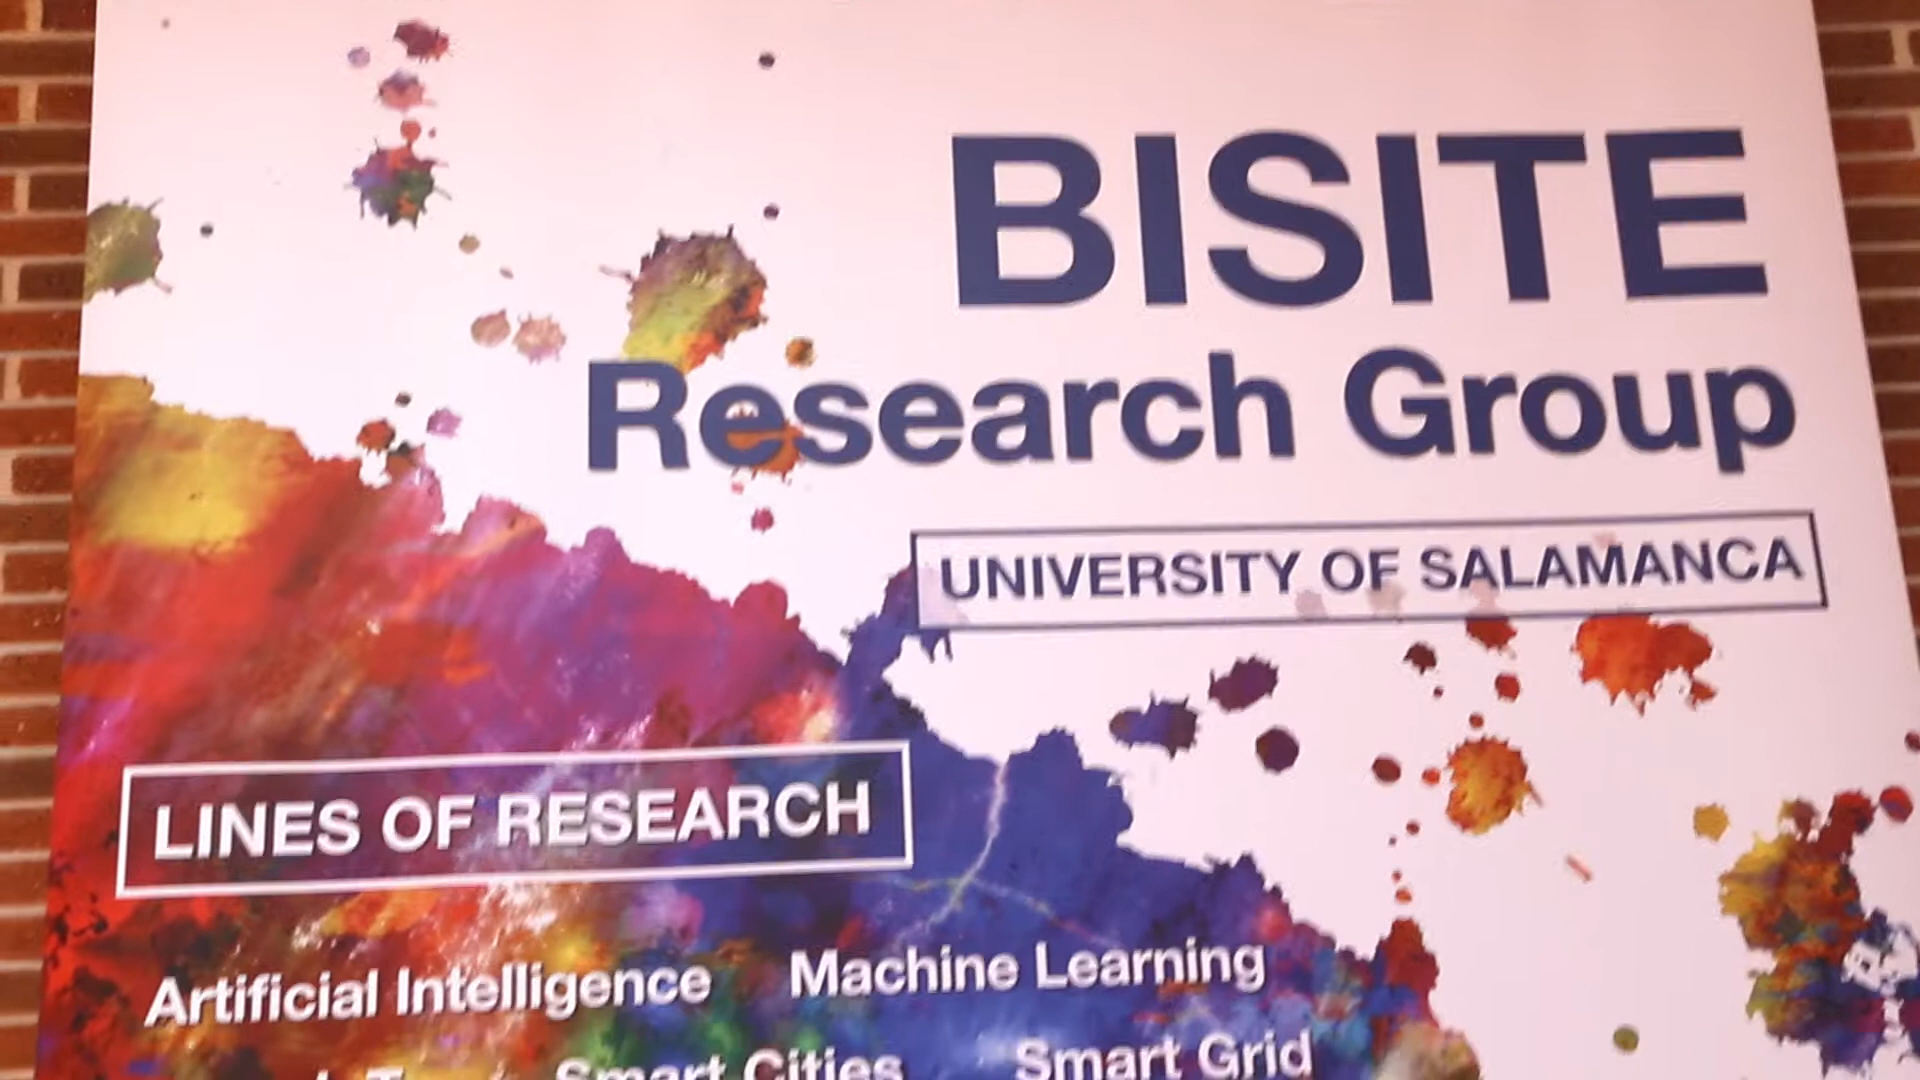 BISITE
Research Group
UNIVERSITY OF SALAMANCA
LINES OF RESEARCH
Artificial Intelligence Machine Learning
Smart Cities Smart Grid